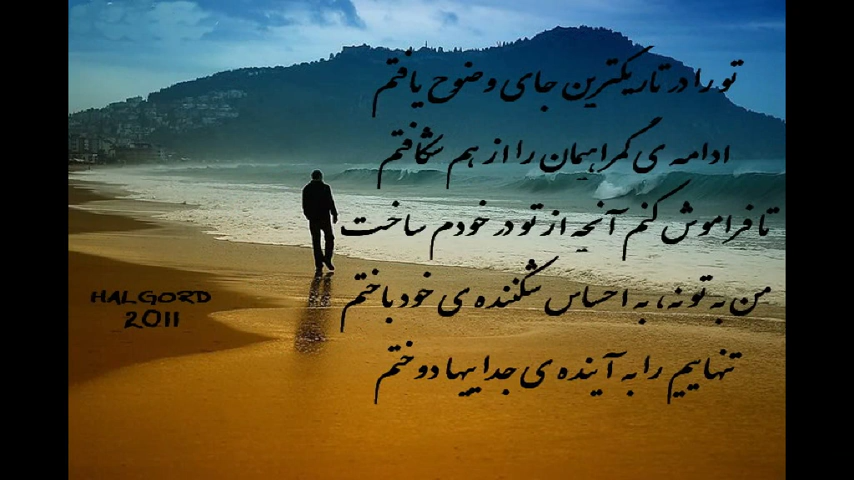 تو را در تاریکترین جای وضوح یافتم
ادامه ی گمراهیمان را از هم شکافتم
تا فراموش کنم آنچه از تو در خودم ساخت
من به تو نه، به احساس شکننده ی خود باختم
تنهاییم را به آینده ی جداییها دوختم
HALGORD
2011